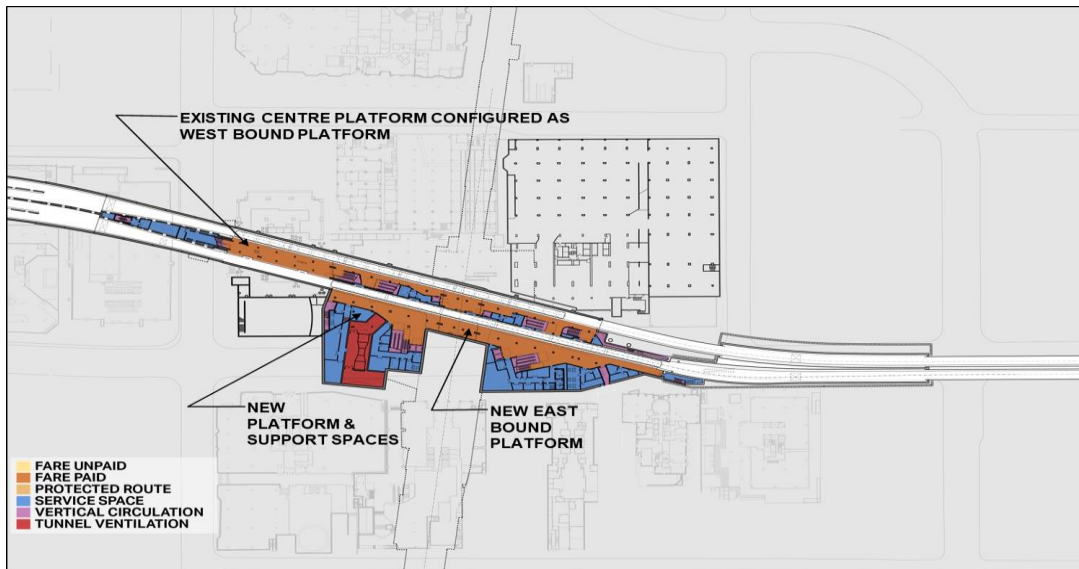 EXISTING CENTRE PLATFORM CONFIGURED AS
WEST BOUND PLATFORM
NEW
PLATFORM &
SUPPORT SPACES
NEW EAST
BOUND
PLATFORM
FARE UNPAID
FARE PAID
PROTECTED ROUTE
SERVICE SPACE
VERTICAL CIRCULATION
TUNNEL VENTILATION